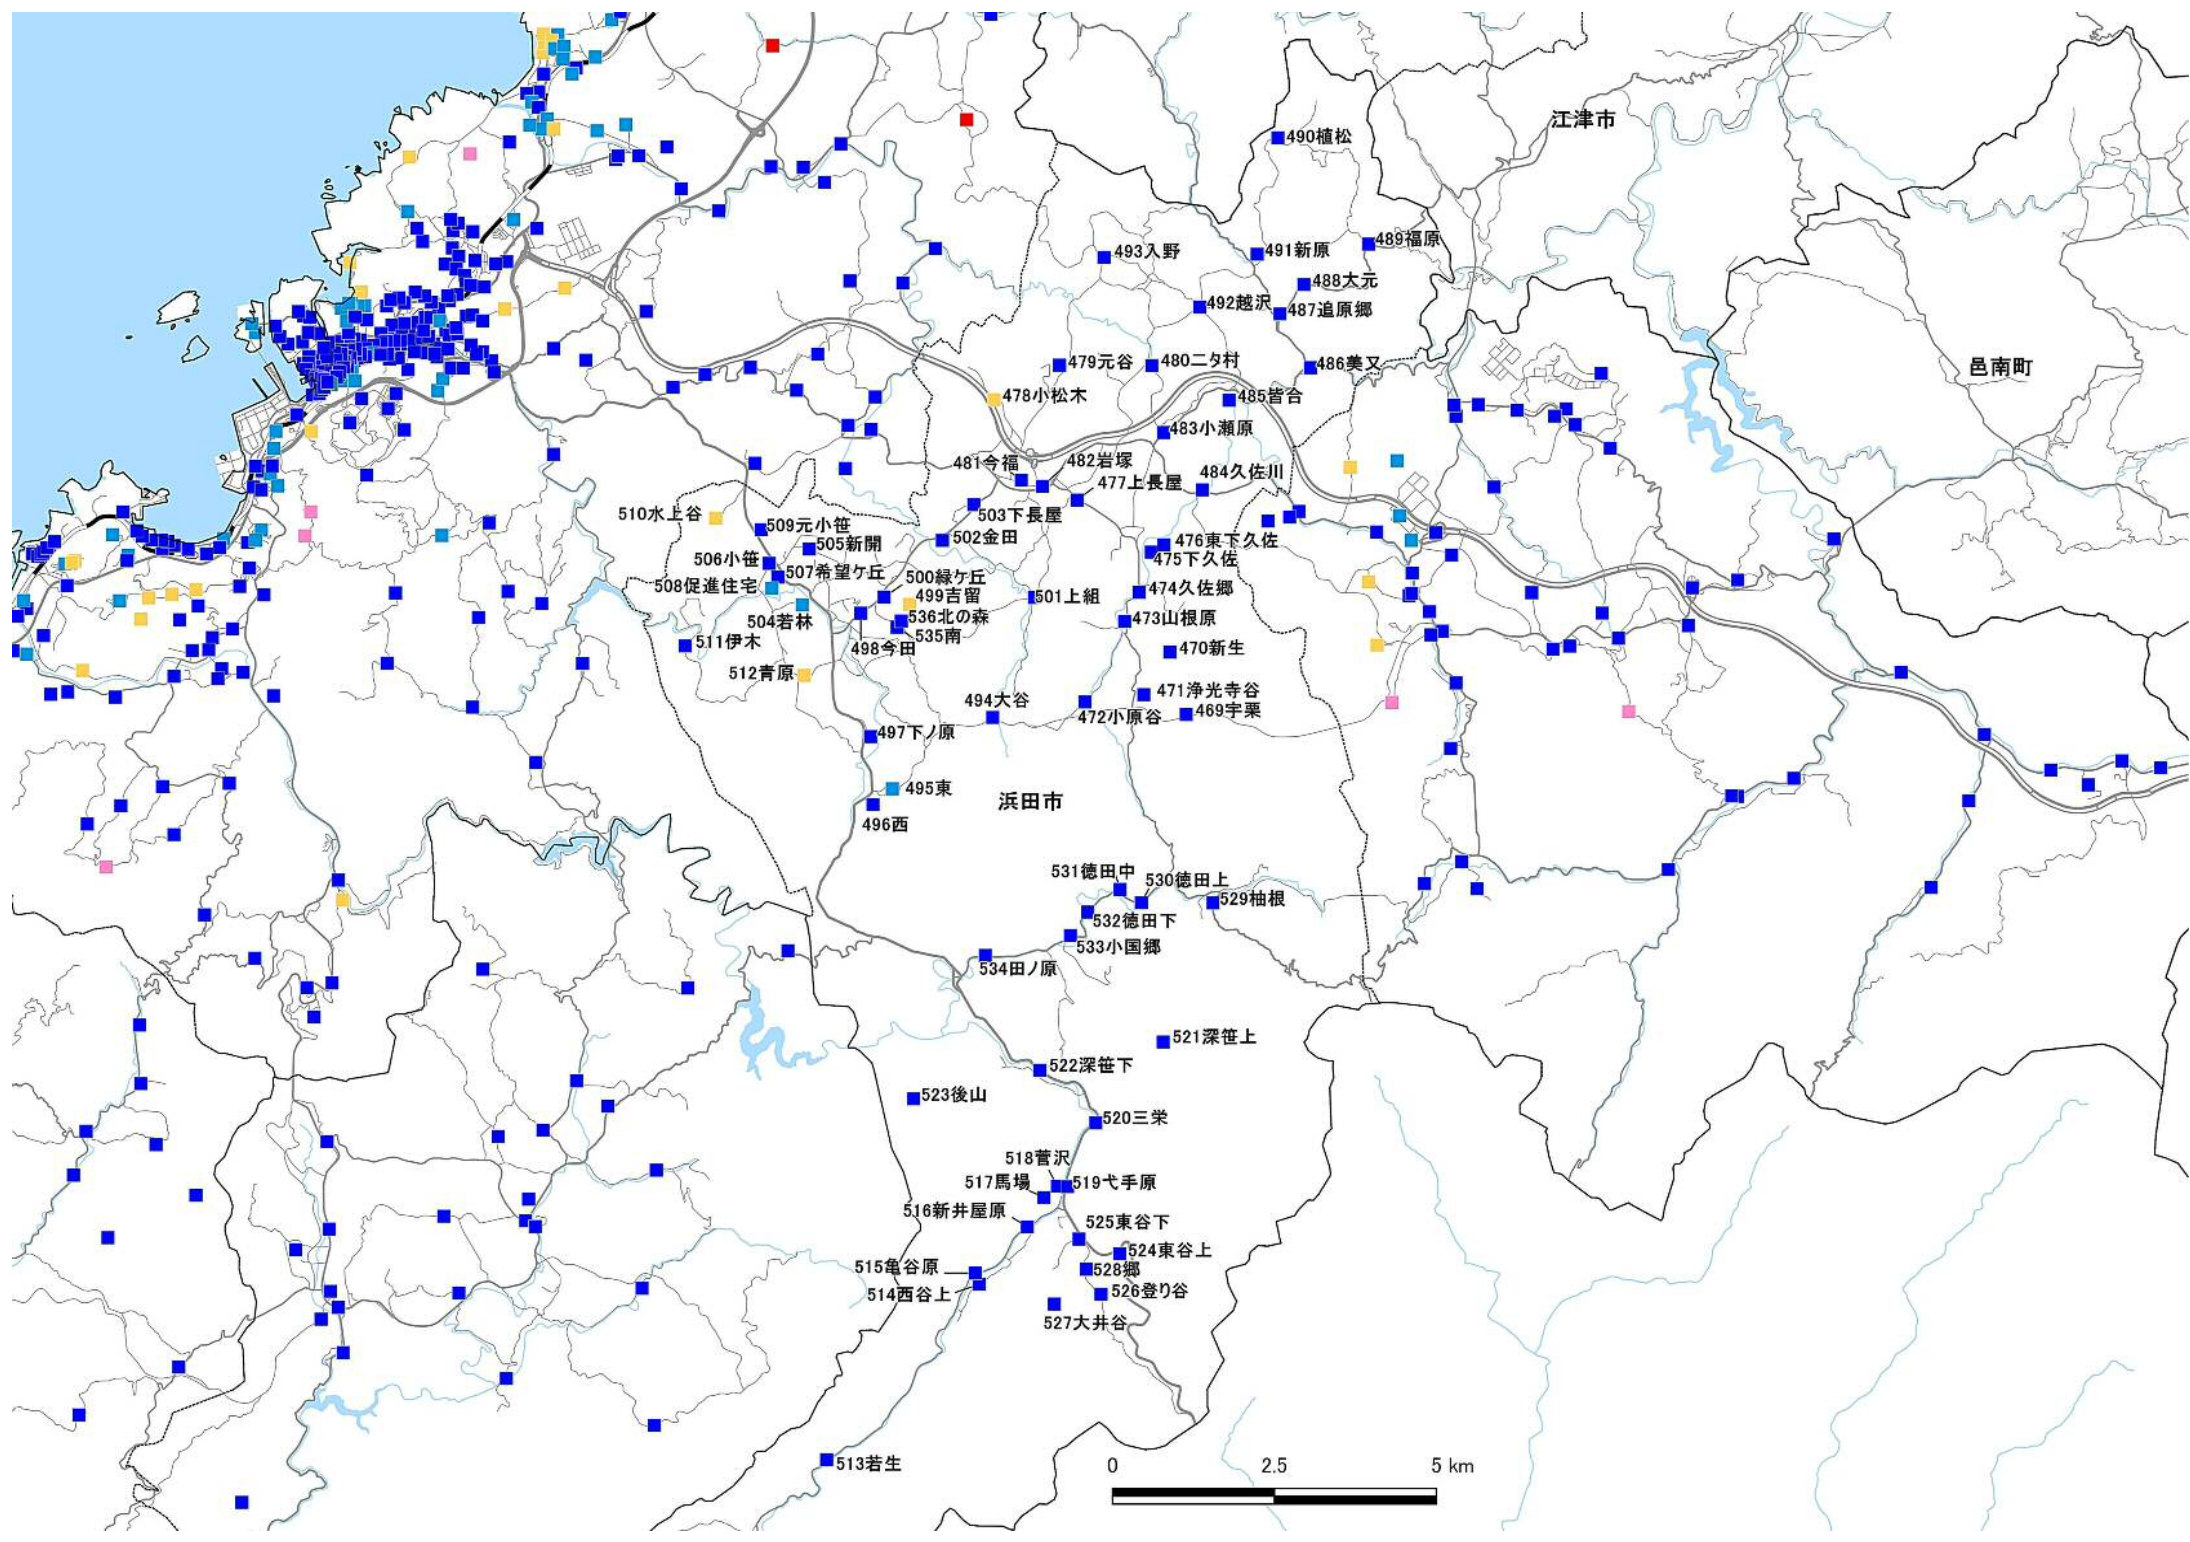 江津市
490植松
489福原
491新原
493入野
488大元
492越沢
487追原郷
479元谷
480二タ村
486美又
邑南町
478小松木
485皆合
483小瀬原
481今福
482岩塚
484久佐川
477上長屋
510水上谷
503下長屋
509元小笹
502金田
505新開
476東下久佐
475下久佐
506小笹
507希望ケ丘
500緑ケ丘
508促進住宅
499吉留
474久佐郷
501上組
536北の森
504若林
473山根原
535南
511伊木
498今田
470新生
512青原
471浄光寺谷
494大谷
472小原谷
469宇栗
497下ノ原
495東
浜田市
496西
531徳田中
530徳田上
529柚根
532徳田下
533小国郷
534田ノ原
521深笹上
522深笹下
523後山
520三栄
518菅沢
517馬場
519弋手原
516新井屋原
525東谷下
524東谷上
515亀谷原
528郷
514西谷上
526登り谷
527大井谷
513若生
0 2.5 5 km